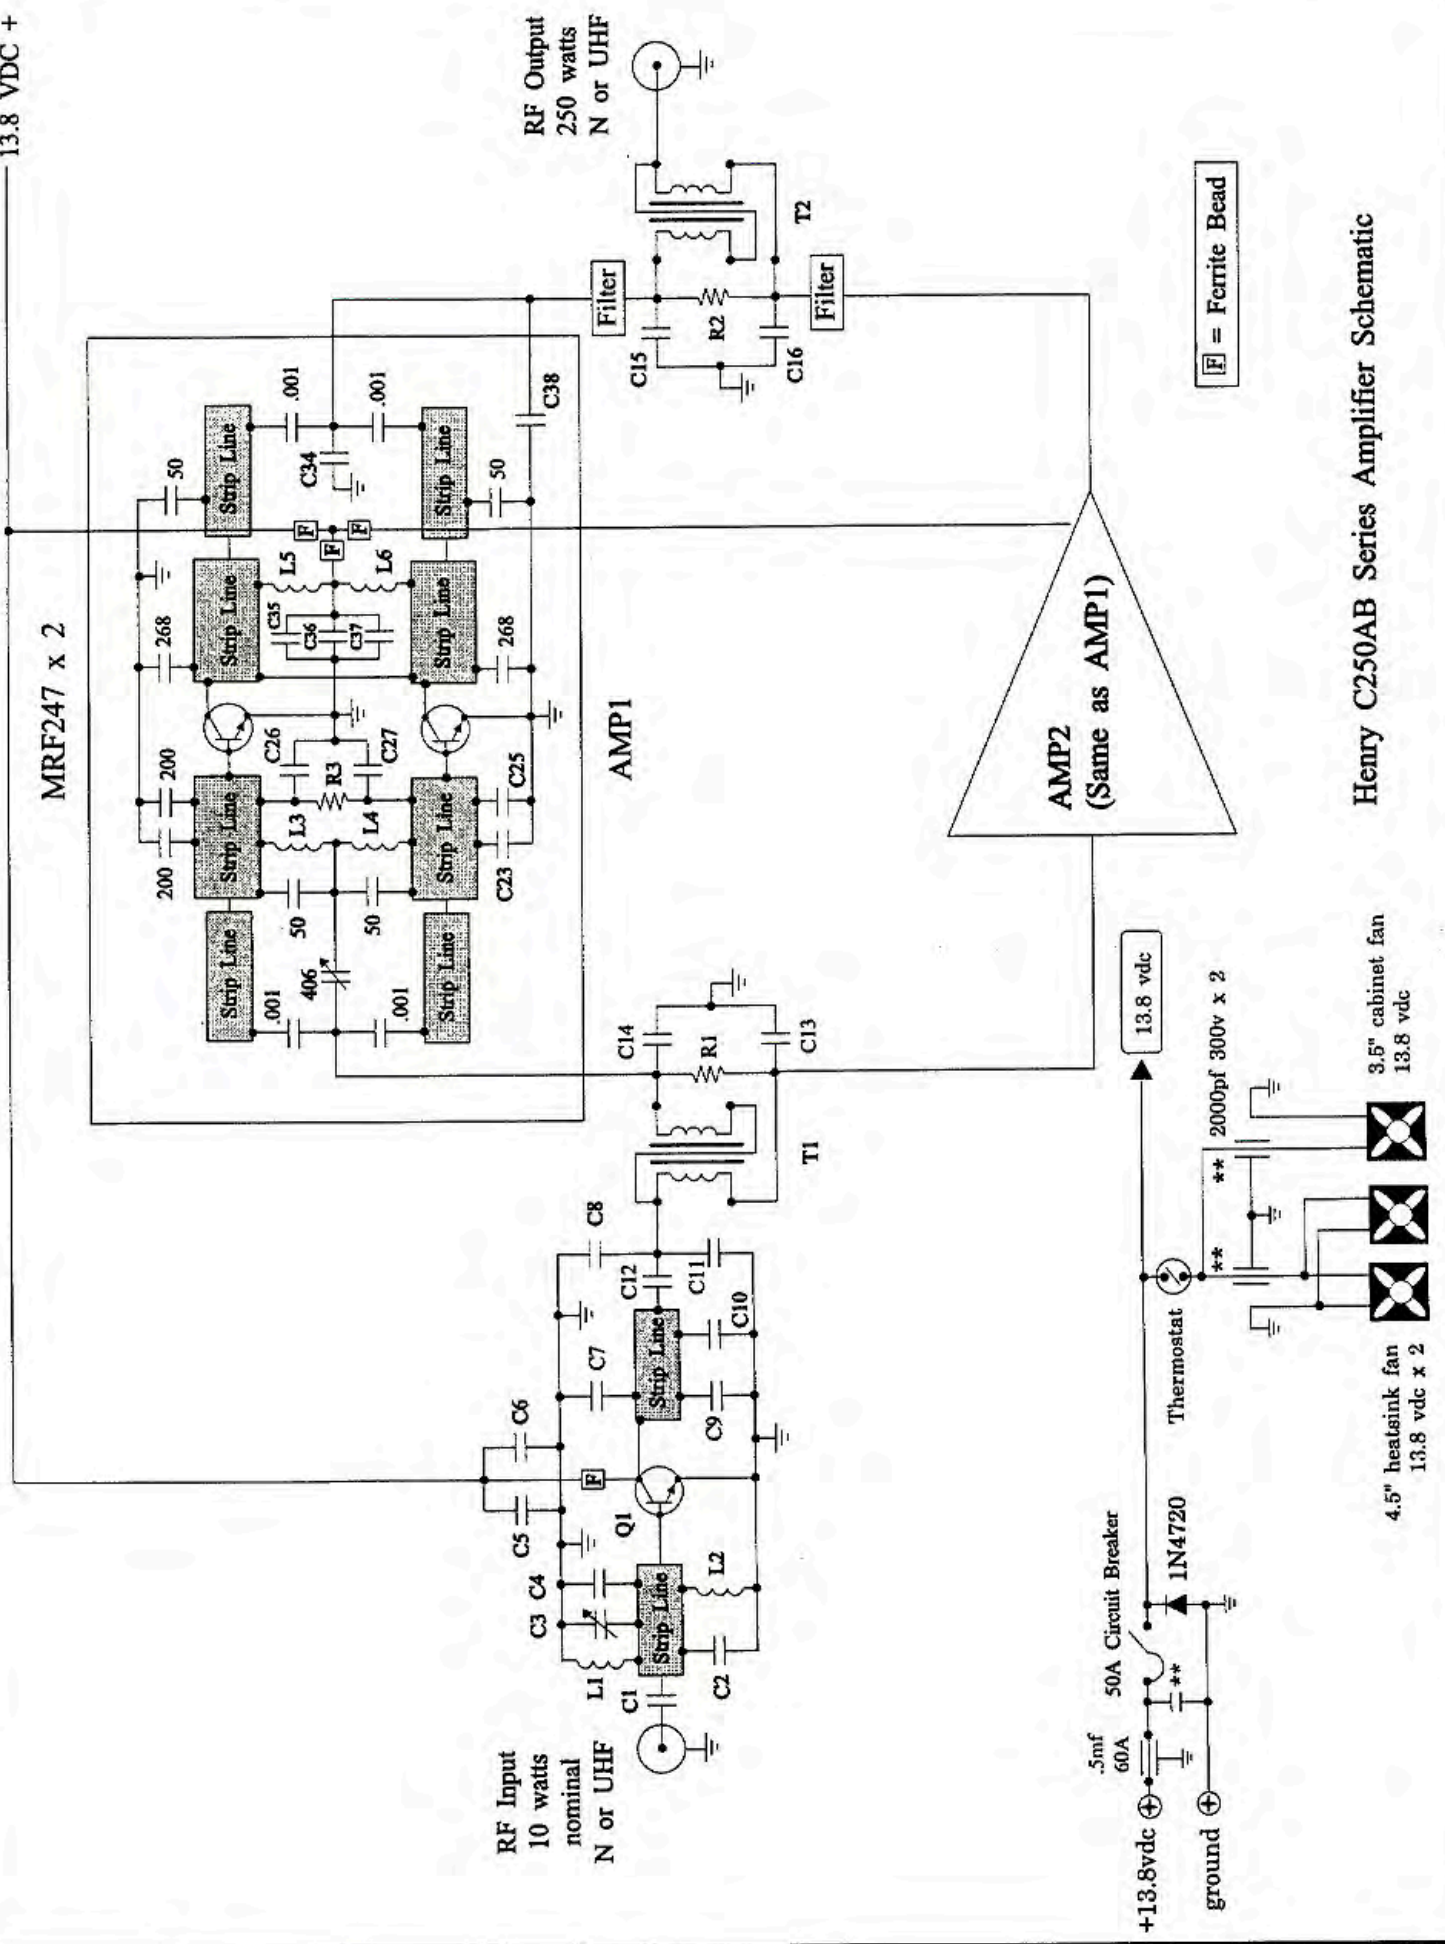 13.8 VDC +
MRF247 x 2
200
200
268
50
Strip Line
Strip Line
Strip Line
Strip Line
.001
50
L3
C26
L5
.001
F
406
R3
C35
C36
C37
F
C34
F
.001
50
L4
C27
L6
.001
Strip Line
Strip Line
Strip Line
Strip Line
C23
C25
268
50
C38
AMP1
RF Input
10 watts
nominal
N or UHF
C1
L1
C3
C4
C5
C6
C7
C8
F
Q1
Strip Line
Strip Line
C12
C2
L2
C9
C10
C11
T1
C14
R1
C13
RF Output
250 watts
N or UHF
Filter
C15
R2
C16
Filter
T2
AMP2
(Same as AMP1)
F = Ferrite Bead
+13.8vdc
ground
.5mf
60A
**
50A Circuit Breaker
1N4720
Thermostat
13.8 vdc
**
**
2000pf 300v x 2
4.5" heatsink fan
13.8 vdc x 2
3.5" cabinet fan
13.8 vdc
Henry C250AB Series Amplifier Schematic